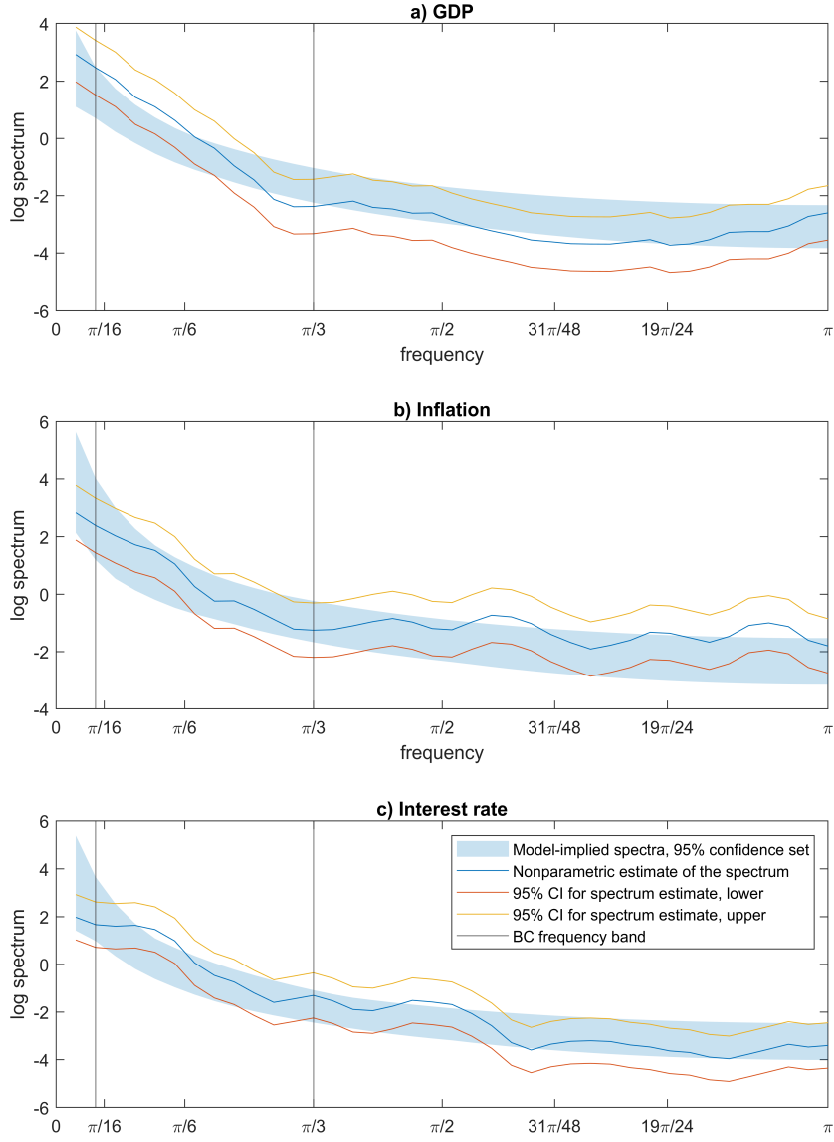 a) GDP
4
2
0
-2
-4
-6
log spectrum
0 π/16 π/6 π/3 π/2 31π/48 19π/24 π
frequency
b) Inflation
6
4
2
0
-2
-4
log spectrum
0 π/16 π/6 π/3 π/2 31π/48 19π/24 π
frequency
c) Interest rate
6
4
2
0
-2
-4
-6
log spectrum
Model-implied spectra, 95% confidence set
Nonparametric estimate of the spectrum
95% CI for spectrum estimate, lower
95% CI for spectrum estimate, upper
BC frequency band
0 π/16 π/6 π/3 π/2 31π/48 19π/24 π